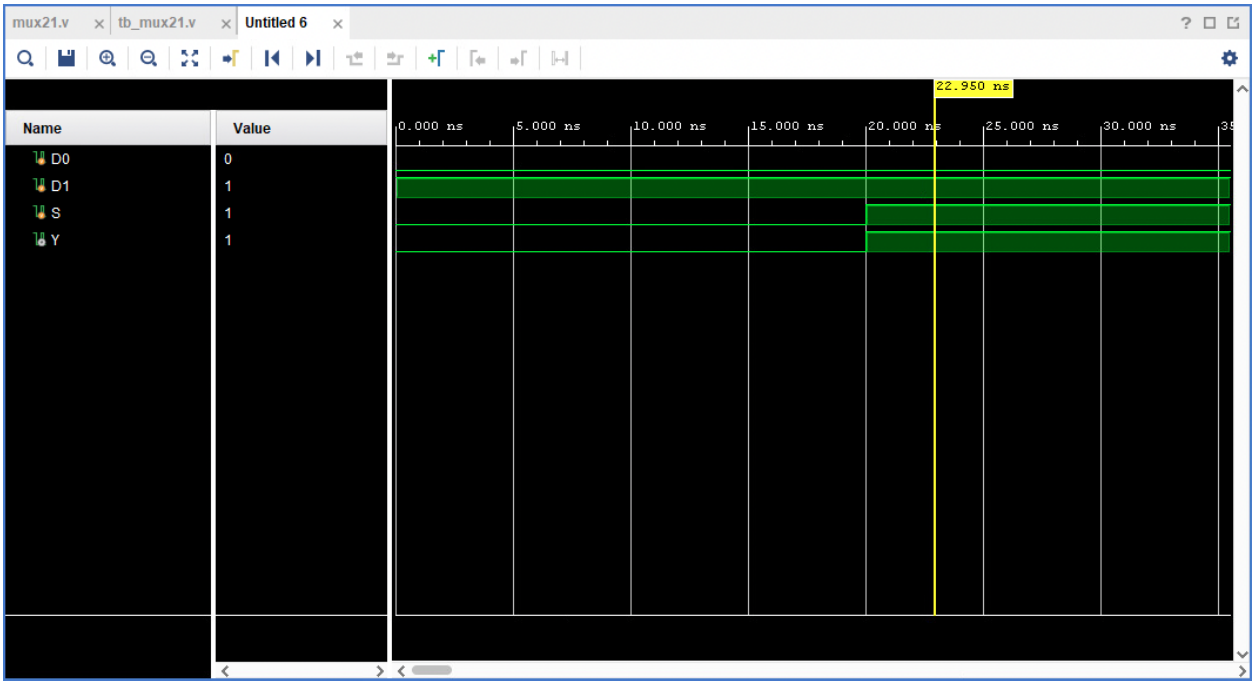 mux21.v × tb_mux21.v × Untitled 6 ×
22.950 ns
Name Value
0.000 ns 5.000 ns 10.000 ns 15.000 ns 20.000 ns 25.000 ns 30.000 ns 35
D0 0
D1 1
S 1
Y 1